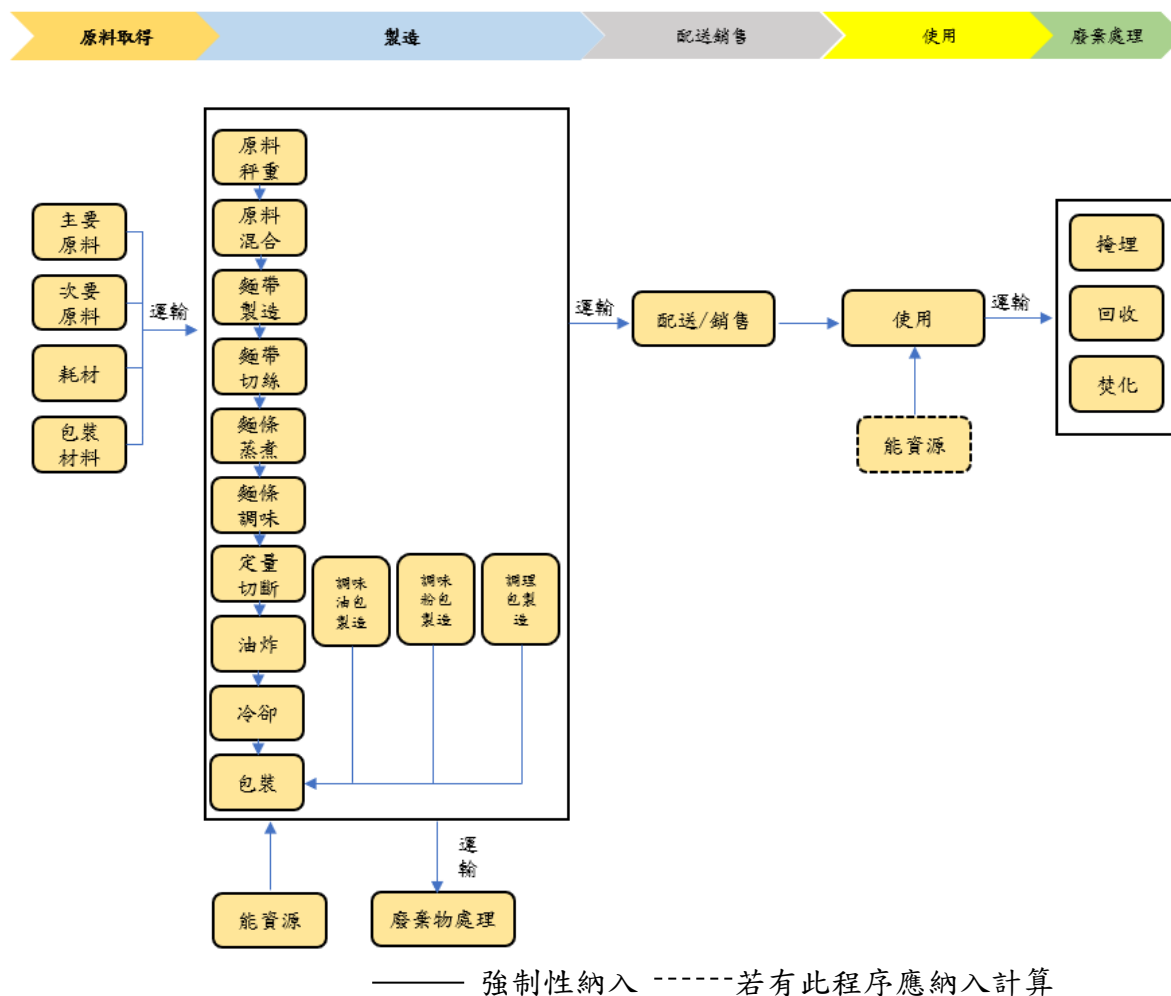 原料取得
製造
配送銷售
使用
廢棄處理
主要
原料
次要
原料
耗材
包裝
材料
運輸
原料
秤重
原料
混合
麵帶
製造
麵帶
切絲
麵條
蒸煮
麵條
調味
定量
切斷
油炸
冷卻
包裝
調味
油包
製造
調味
粉包
製造
調理
包製
造
能資源
運
輸
廢棄物處理
運輸
配送/銷售
使用
能資源
運輸
掩埋
回收
焚化
強制性納入 ------若有此程序應納入計算